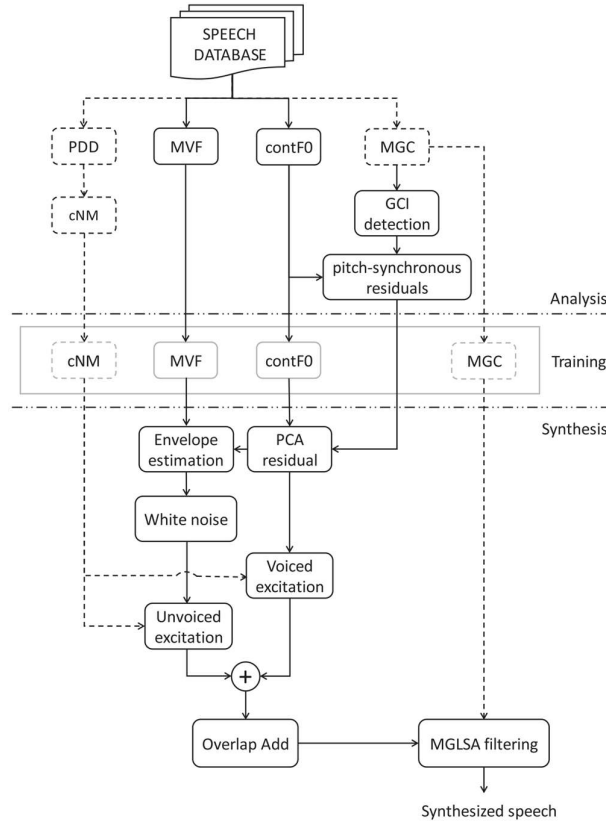 SPEECH
DATABASE
PDD
MVF
contF0
MGC
cNM
GCI
detection
pitch-synchronous
residuals
Analysis
cNM
MVF
contF0
MGC
Training
Synthesis
Envelope
estimation
PCA
residual
White noise
Voiced
excitation
Unvoiced
excitation
+
Overlap Add
MGLSA filtering
Synthesized speech